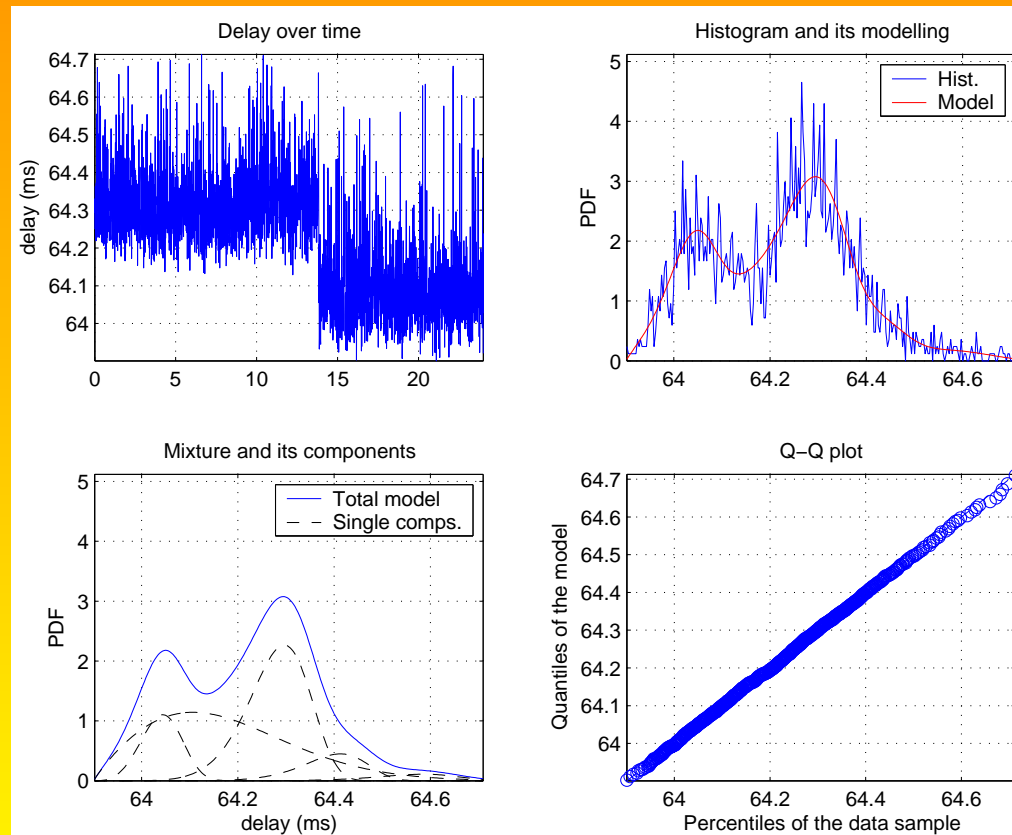 Delay over time
64.7
64.6
64.5
64.4
64.3
64.2
64.1
64
delay (ms)
0 5 10 15 20
Histogram and its modelling
5
4
3
2
1
0
PDF
Hist.
Model
64 64.2 64.4 64.6
Mixture and its components
5
4
3
2
1
0
PDF
Total model
Single comps.
64 64.2 64.4 64.6
delay (ms)
Q−Q plot
64.7
64.6
64.5
64.4
64.3
64.2
64.1
64
Quantiles of the model
64 64.2 64.4 64.6
Percentiles of the data sample